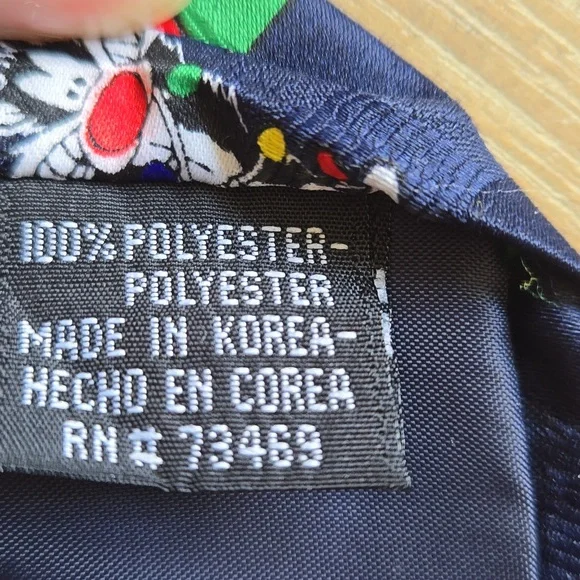 100% POLYESTER-
POLYESTER
MADE IN KOREA-
HECHO EN COREA
RN # 73469